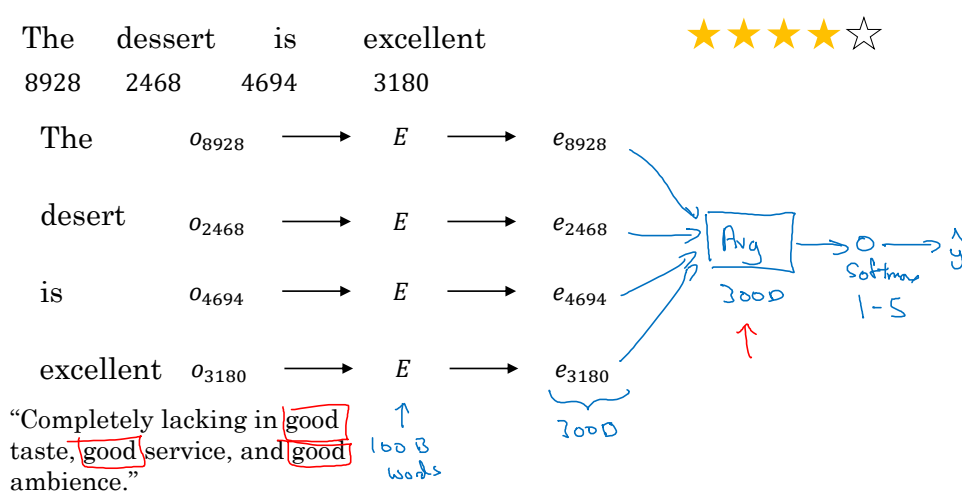 The dessert is excellent
8928 2468 4694 3180
The o8928 E e8928
desert o2468 E e2468
Avg
ŷ
Softmax
is o4694 E e4694
300D
1-5
excellent o3180 E e3180
"Completely lacking in good
taste, good service, and good
ambience."
100B
words
300D